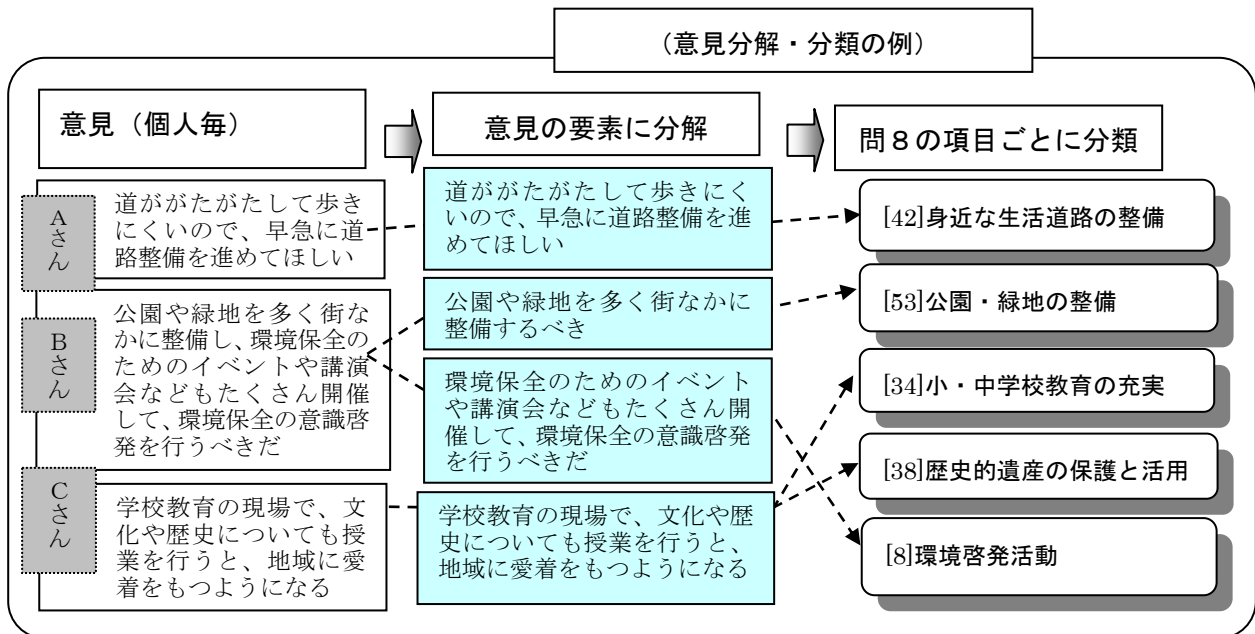 (意見分解・分類の例)
意見(個人毎)
意見の要素に分解
問8の項目ごとに分類
Aさん
道ががたがたして歩き
にくいので、早急に道
路整備を進めてほしい
道ががたがたして歩きにく
いので、早急に道路整備を進
めてほしい
[42]身近な生活道路の整備
Bさん
公園や緑地を多く街な
かに整備し、環境保全の
ためのイベントや講演
会などもたくさん開催
して、環境保全の意識啓
発を行うべきだ
公園や緑地を多く街なかに
整備するべき
[53]公園・緑地の整備
環境保全のためのイベント
や講演会などもたくさん開
催して、環境保全の意識啓発
を行うべきだ
[34]小・中学校教育の充実
[38]歴史的遺産の保護と活用
Cさん
学校教育の現場で、文
化や歴史についても授
業を行うと、地域に愛
着をもつようになる
学校教育の現場で、文化や歴
史についても授業を行うと、
地域に愛着をもつようになる
[8]環境啓発活動